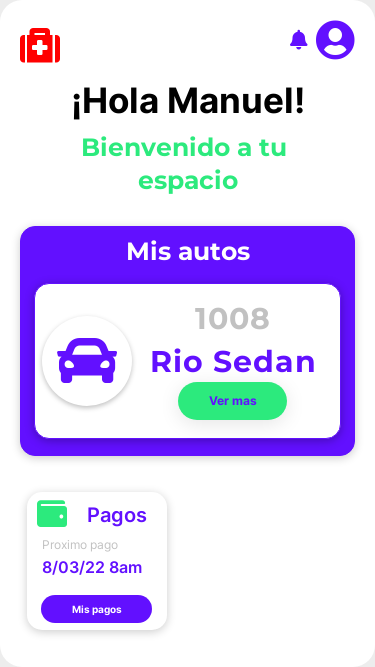 ¡Hola Manuel!
Bienvenido a tu
espacio
Mis autos
1008
Rio Sedan
Ver mas
Pagos
Proximo pago
8/03/22 8am
Mis pagos